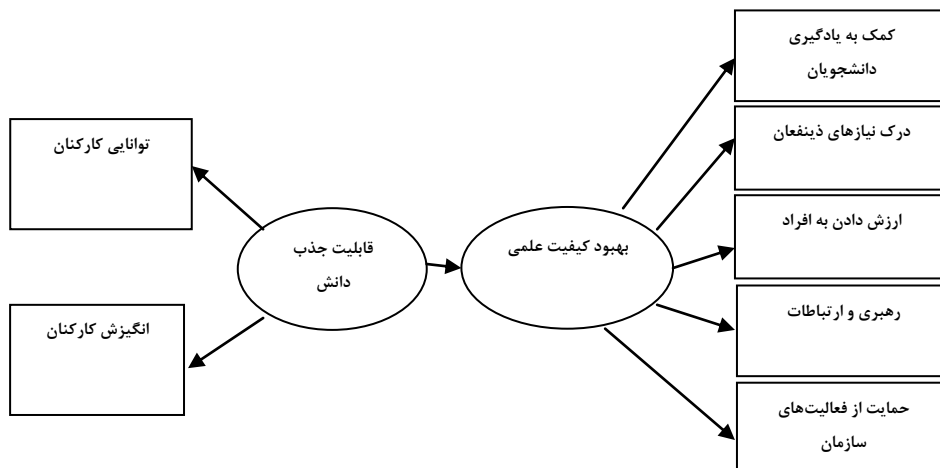 کمک به یادگیری
دانشجویان
درک نیازهای ذینفعان
ارزش دادن به افراد
رهبری و ارتباطات
حمایت از فعالیت‌های
سازمان
بهبود کیفیت علمی
قابلیت جذب
دانش
توانایی کارکنان
انگیزش کارکنان